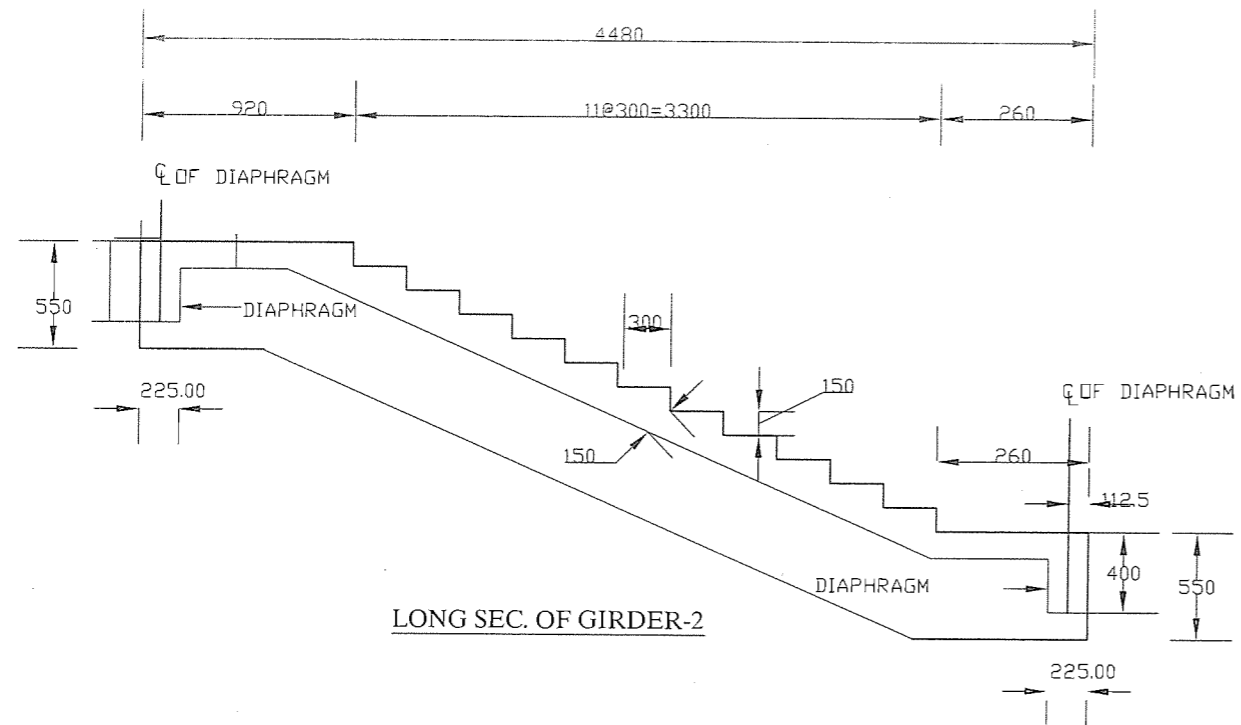 4480
920
11@300=3300
260
℄ OF DIAPHRAGM
550
DIAPHRAGM
300
225.00
150
℄ OF DIAPHRAGM
150
260
112.5
DIAPHRAGM
400
550
LONG SEC. OF GIRDER-2
225.00